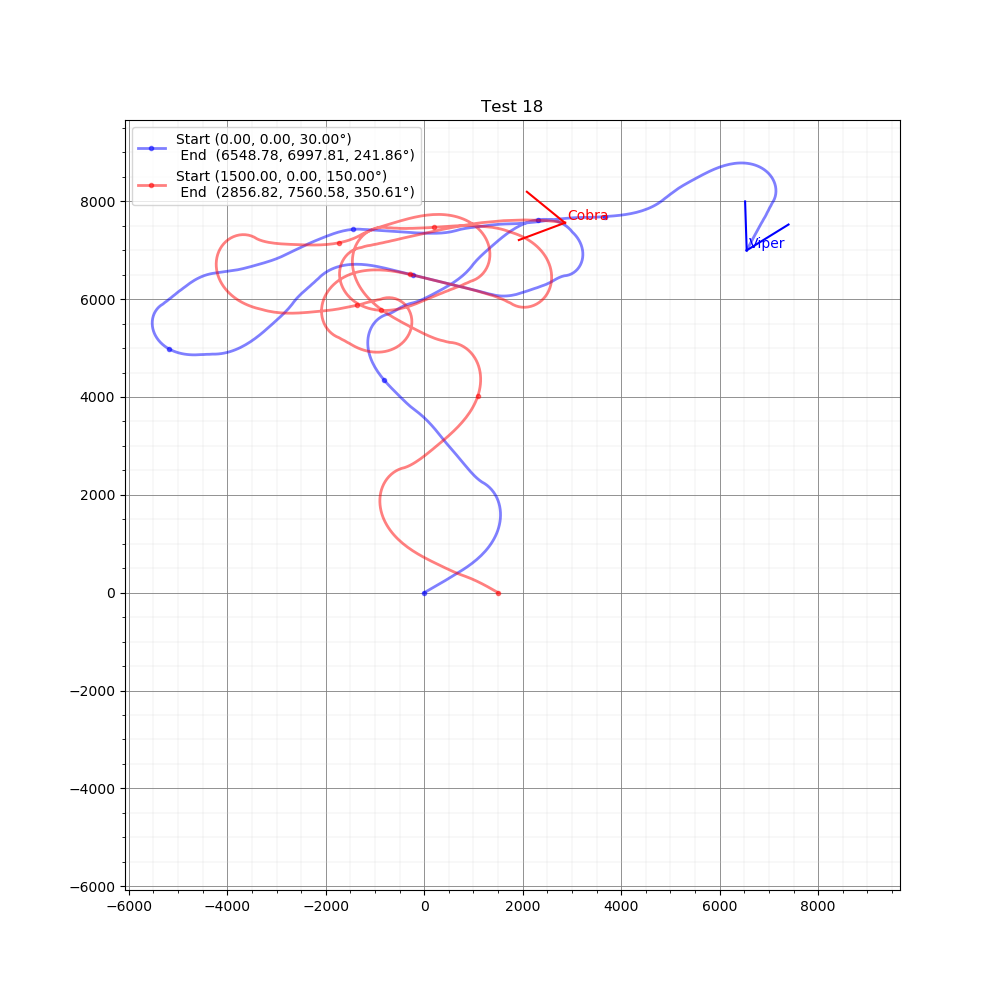 Test 18
Start (0.00, 0.00, 30.00°)
End (6548.78, 6997.81, 241.86°)
Start (1500.00, 0.00, 150.00°)
End (2856.82, 7560.58, 350.61°)
Cobra
Viper
8000
6000
4000
2000
0
−2000
−4000
−6000
−6000 −4000 −2000 0 2000 4000 6000 8000